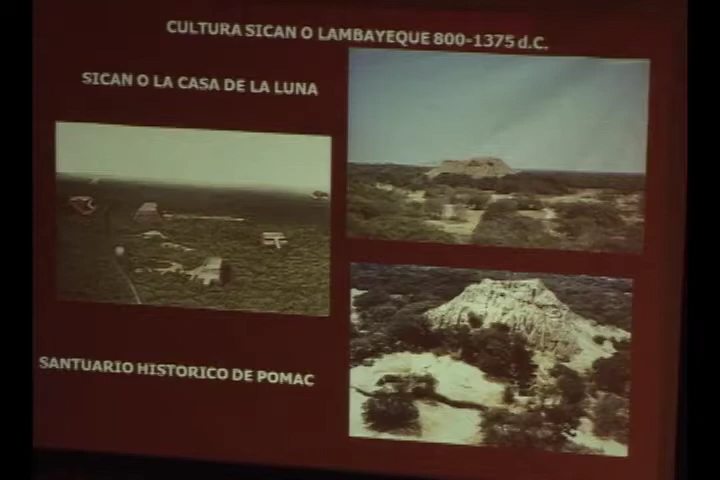 CULTURA SICAN O LAMBAYEQUE 800-1375 d.C.
SICAN O LA CASA DE LA LUNA
SANTUARIO HISTORICO DE POMAC